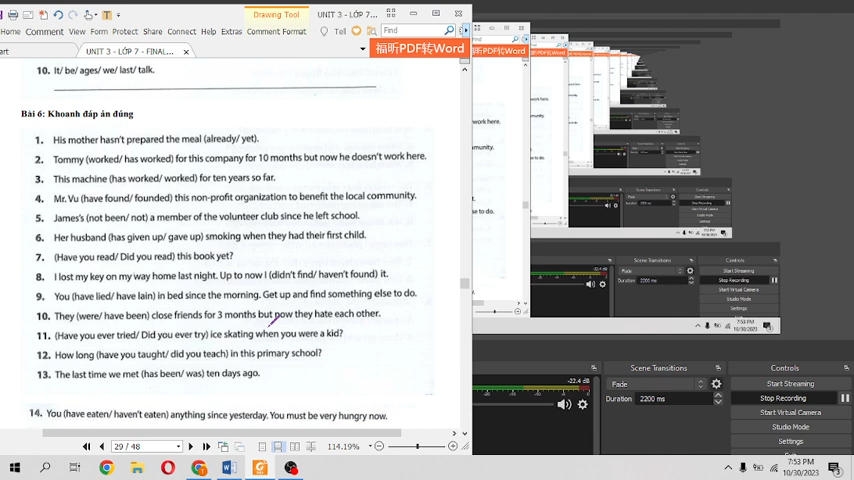 Drawing Tool
UNIT 3 - LỚP 7...
Home Comment View Form Protect Share Connect Help Extras Comment Format
Tell
Find
art
UNIT 3 - LỚP 7 - FINAL...
福昕PDF转Word
10. It/ be/ ages/ we/ last/ talk.
Bài 6: Khoanh đáp án đúng
1. His mother hasn't prepared the meal (already/ yet).
2. Tommy (worked/ has worked) for this company for 10 months but now he doesn't work here.
3. This machine (has worked/ worked) for ten years so far.
4. Mr. Vu (have found/ founded) this non-profit organization to benefit the local community.
5. James's (not been/ not) a member of the volunteer club since he left school.
6. Her husband (has given up/ gave up) smoking when they had their first child.
7. (Have you read/ Did you read) this book yet?
8. I lost my key on my way home last night. Up to now I (didn't find/ haven't found) it.
9. You (have lied/ have lain) in bed since the morning. Get up and find something else to do.
10. They (were/ have been) close friends for 3 months but now they hate each other.
11. (Have you ever tried/ Did you ever try) ice skating when you were a kid?
12. How long (have you taught/ did you teach) in this primary school?
13. The last time we met (has been/ was) ten days ago.
14. You (have eaten/ haven't eaten) anything since yesterday. You must be very hungry now.
29 / 48
114.19%
-22.4 dB
Scene Transitions
Fade
Duration 2200 ms
Controls
Start Streaming
Stop Recording
Start Virtual Camera
Studio Mode
Settings
7:53 PM
10/30/2023